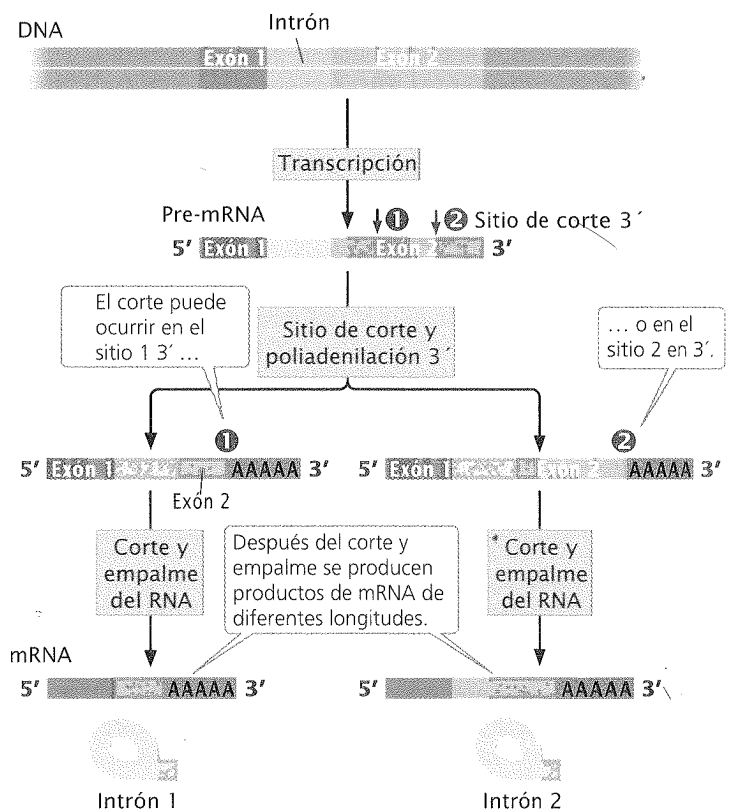 DNA
Intrón
Exón 1
Exón 2
Transcripción
Pre-mRNA
1
2 Sitio de corte 3´
5′ Exón 1
Exón 2
3′
El corte puede
ocurrir en el
sitio 1 3′ ...
Sitio de corte y
poliadenilación 3´
... o en el
sitio 2 en 3′.
1
2
5′ Exón 1
AAAAA 3′
Exón 2
5′ Exón 1
Exón 2
AAAAA 3′
Corte y
empalme
del RNA
Después del corte y
empalme se producen
productos de mRNA de
diferentes longitudes.
Corte y
empalme
del RNA
mRNA
5′
AAAAA 3′
5′
AAAAA 3′
Intrón 1
Intrón 2